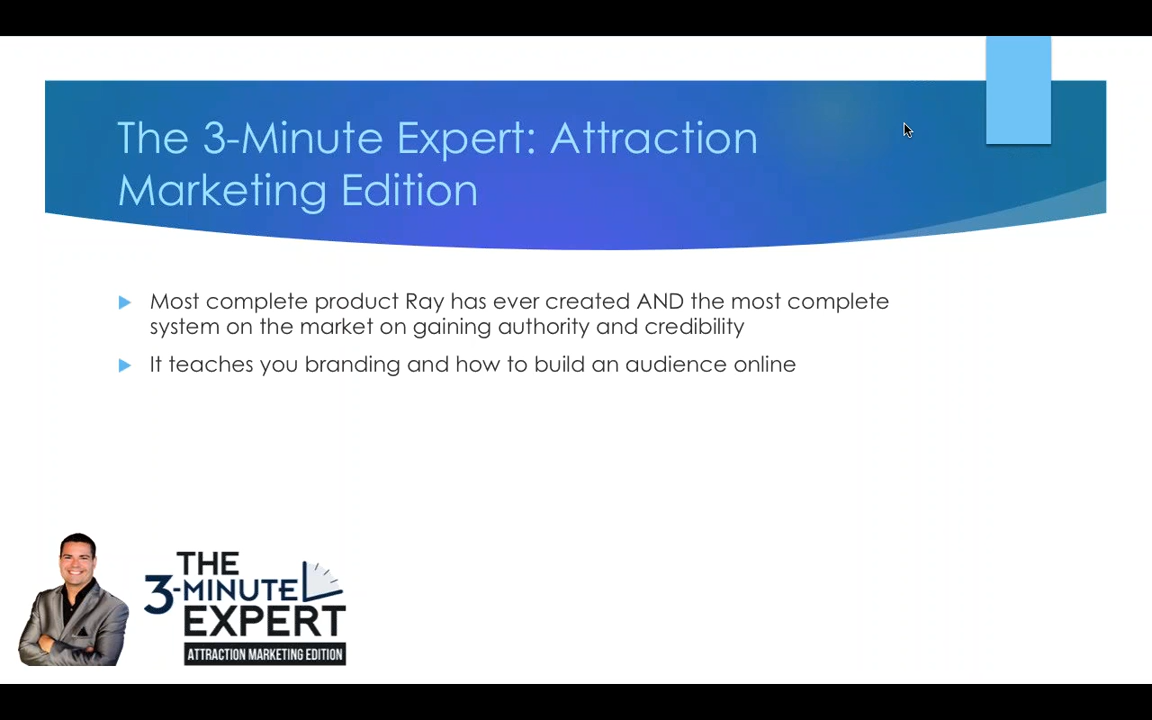 The 3-Minute Expert: Attraction
Marketing Edition
Most complete product Ray has ever created AND the most complete
system on the market on gaining authority and credibility
It teaches you branding and how to build an audience online
THE
3-MINUTE
EXPERT
ATTRACTION MARKETING EDITION